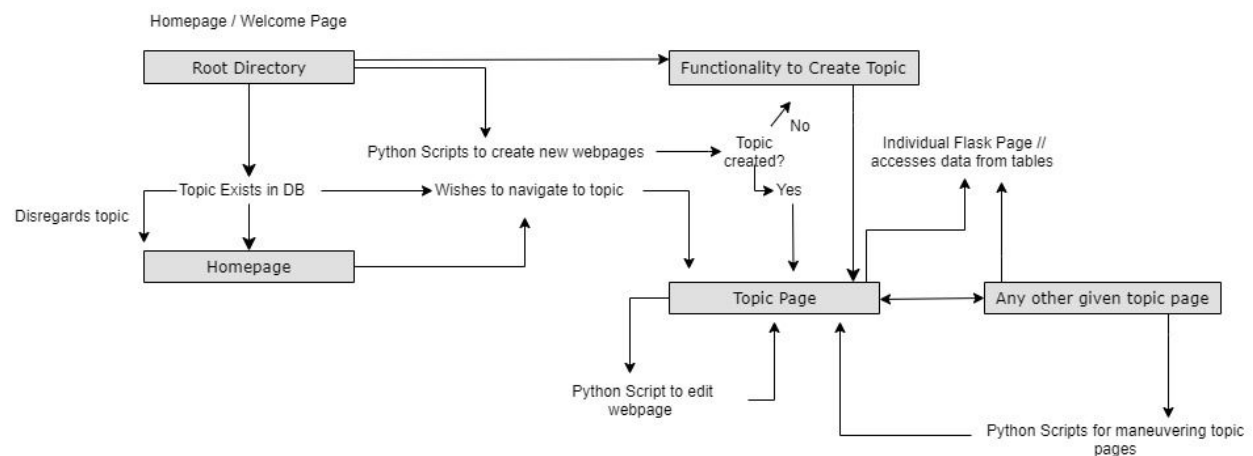 Homepage / Welcome Page
Root Directory
Functionality to Create Topic
No
Python Scripts to create new webpages
Topic
created?
Individual Flask Page //
accesses data from tables
Topic Exists in DB
Wishes to navigate to topic
Yes
Disregards topic
Homepage
Topic Page
Any other given topic page
Python Script to edit
webpage
Python Scripts for maneuvering topic
pages